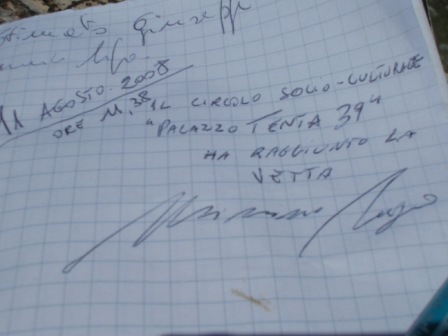 Giuseppe
11 AGOSTO 2008
ORE 11,38 IL CIRCOLO SOCIO-CULTURALE
"PALAZZO TENTA 39"
HA RAGGIUNTO LA
VETTA